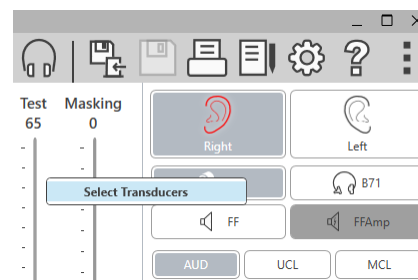 Test Masking
65 0
Right Left
Select Transducers
B71
FF FFAmp
AUD UCL MCL